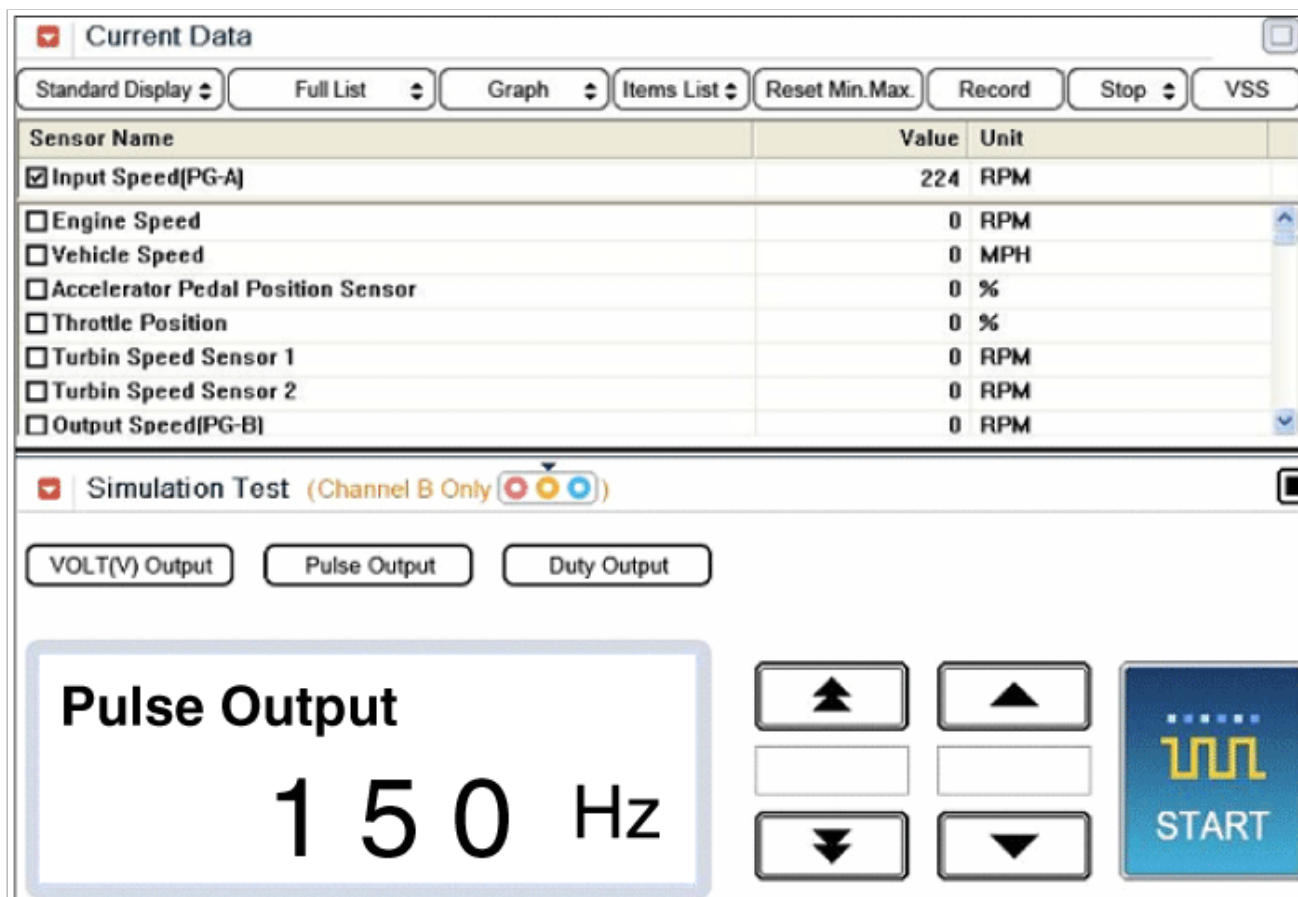 Current Data
Standard Display Full List Graph Items List Reset Min.Max. Record Stop VSS
Sensor Name Value Unit
Input Speed(PG-A) 224 RPM
Engine Speed 0 RPM
Vehicle Speed 0 MPH
Accelerator Pedal Position Sensor 0 %
Throttle Position 0 %
Turbin Speed Sensor 1 0 RPM
Turbin Speed Sensor 2 0 RPM
Output Speed(PG-B) 0 RPM
Simulation Test (Channel B Only )
VOLT(V) Output Pulse Output Duty Output
Pulse Output
150 Hz
START